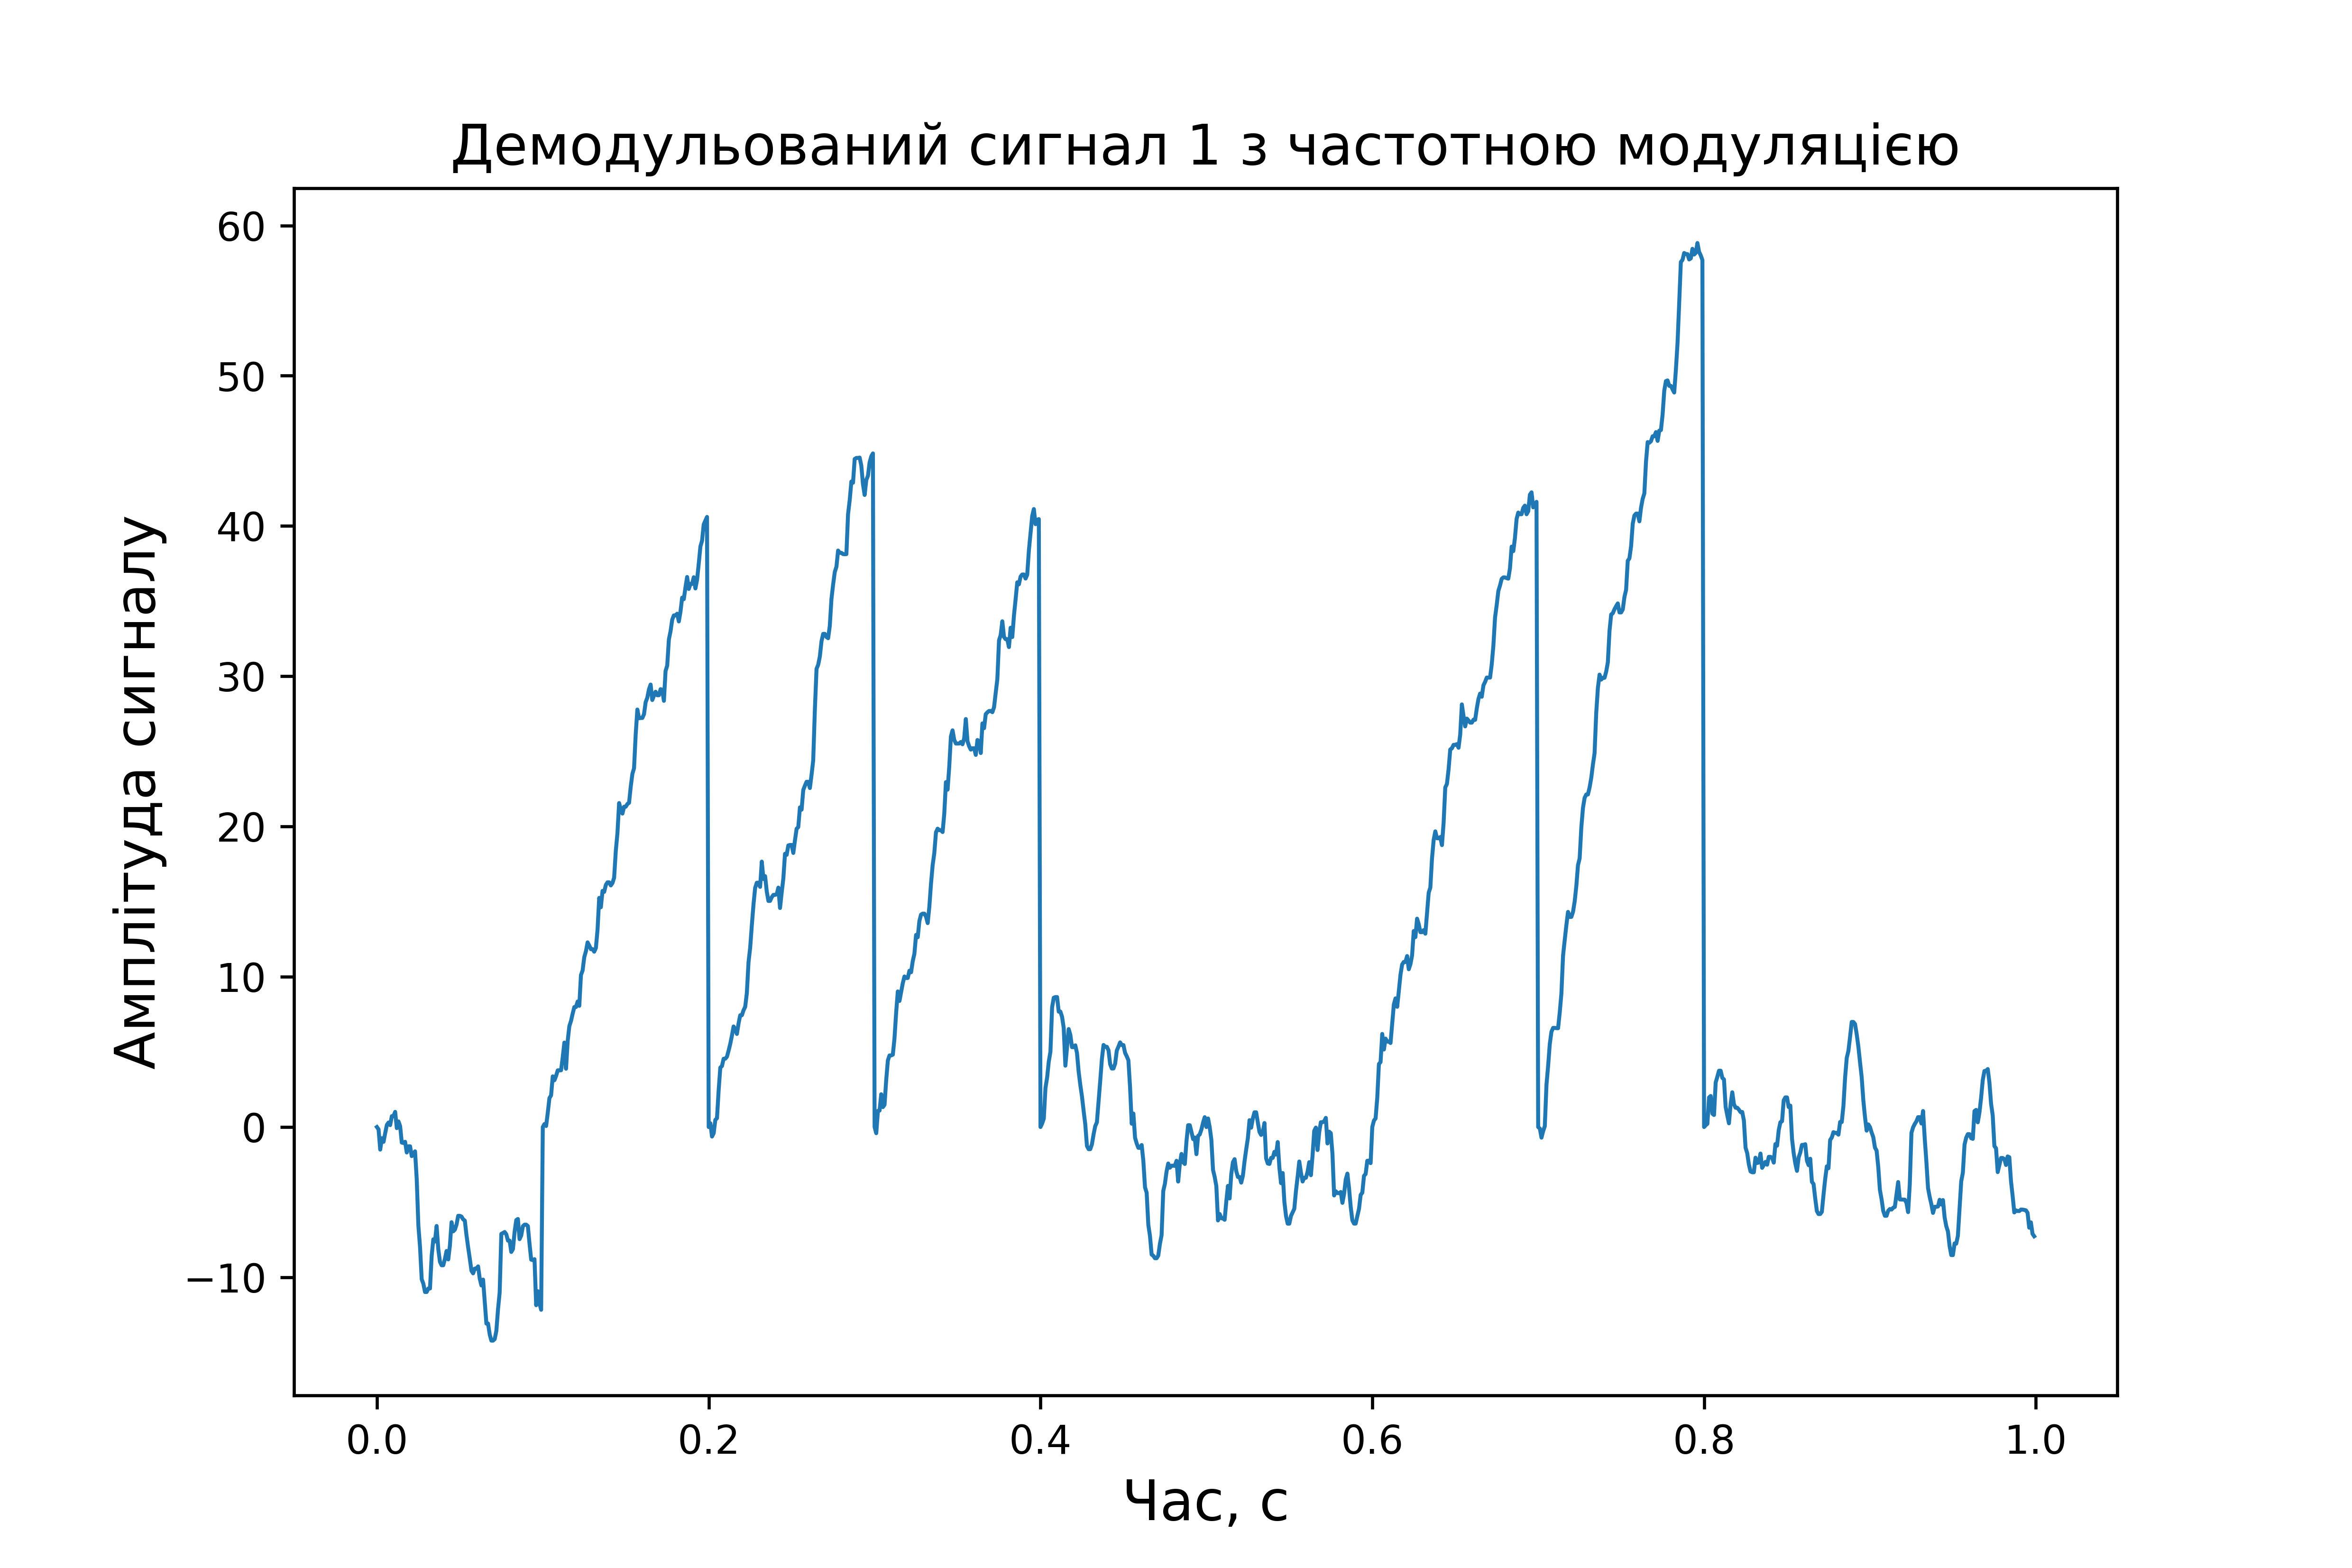 Демодульований сигнал 1 з частотною модуляцією
Амплітуда сигналу
60
50
40
30
20
10
0
−10
0.0 0.2 0.4 0.6 0.8 1.0
Час, с